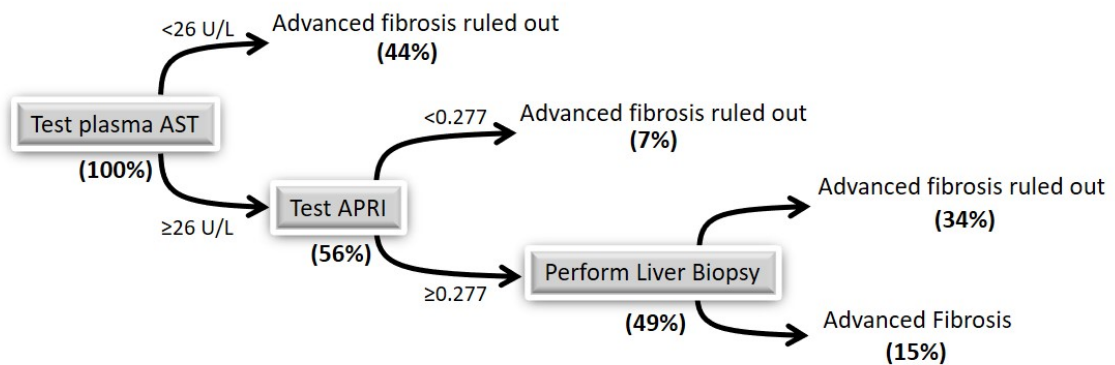 <26 U/L
Advanced fibrosis ruled out
(44%)
Test plasma AST
(100%)
≥26 U/L
<0.277
Advanced fibrosis ruled out
(7%)
Test APRI
(56%)
≥0.277
Advanced fibrosis ruled out
(34%)
Perform Liver Biopsy
(49%)
Advanced Fibrosis
(15%)